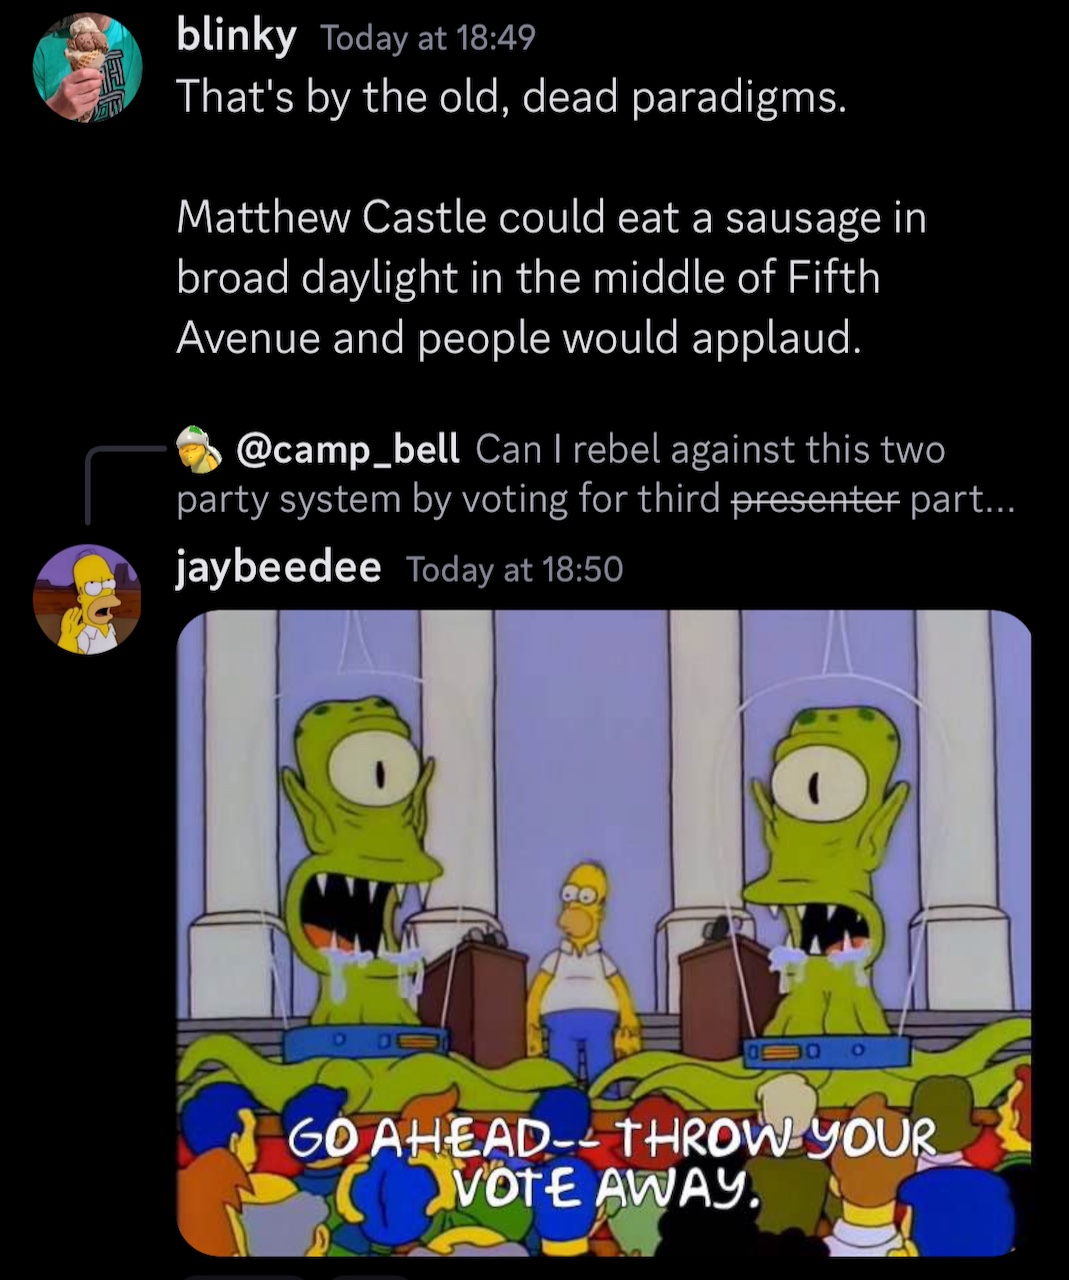 blinky Today at 18:49
That's by the old, dead paradigms.
Matthew Castle could eat a sausage in
broad daylight in the middle of Fifth
Avenue and people would applaud.
@camp_bell Can I rebel against this two
party system by voting for third presenter part...
jaybeedee Today at 18:50
GO AHEAD-- THROW YOUR
VOTE AWAY.